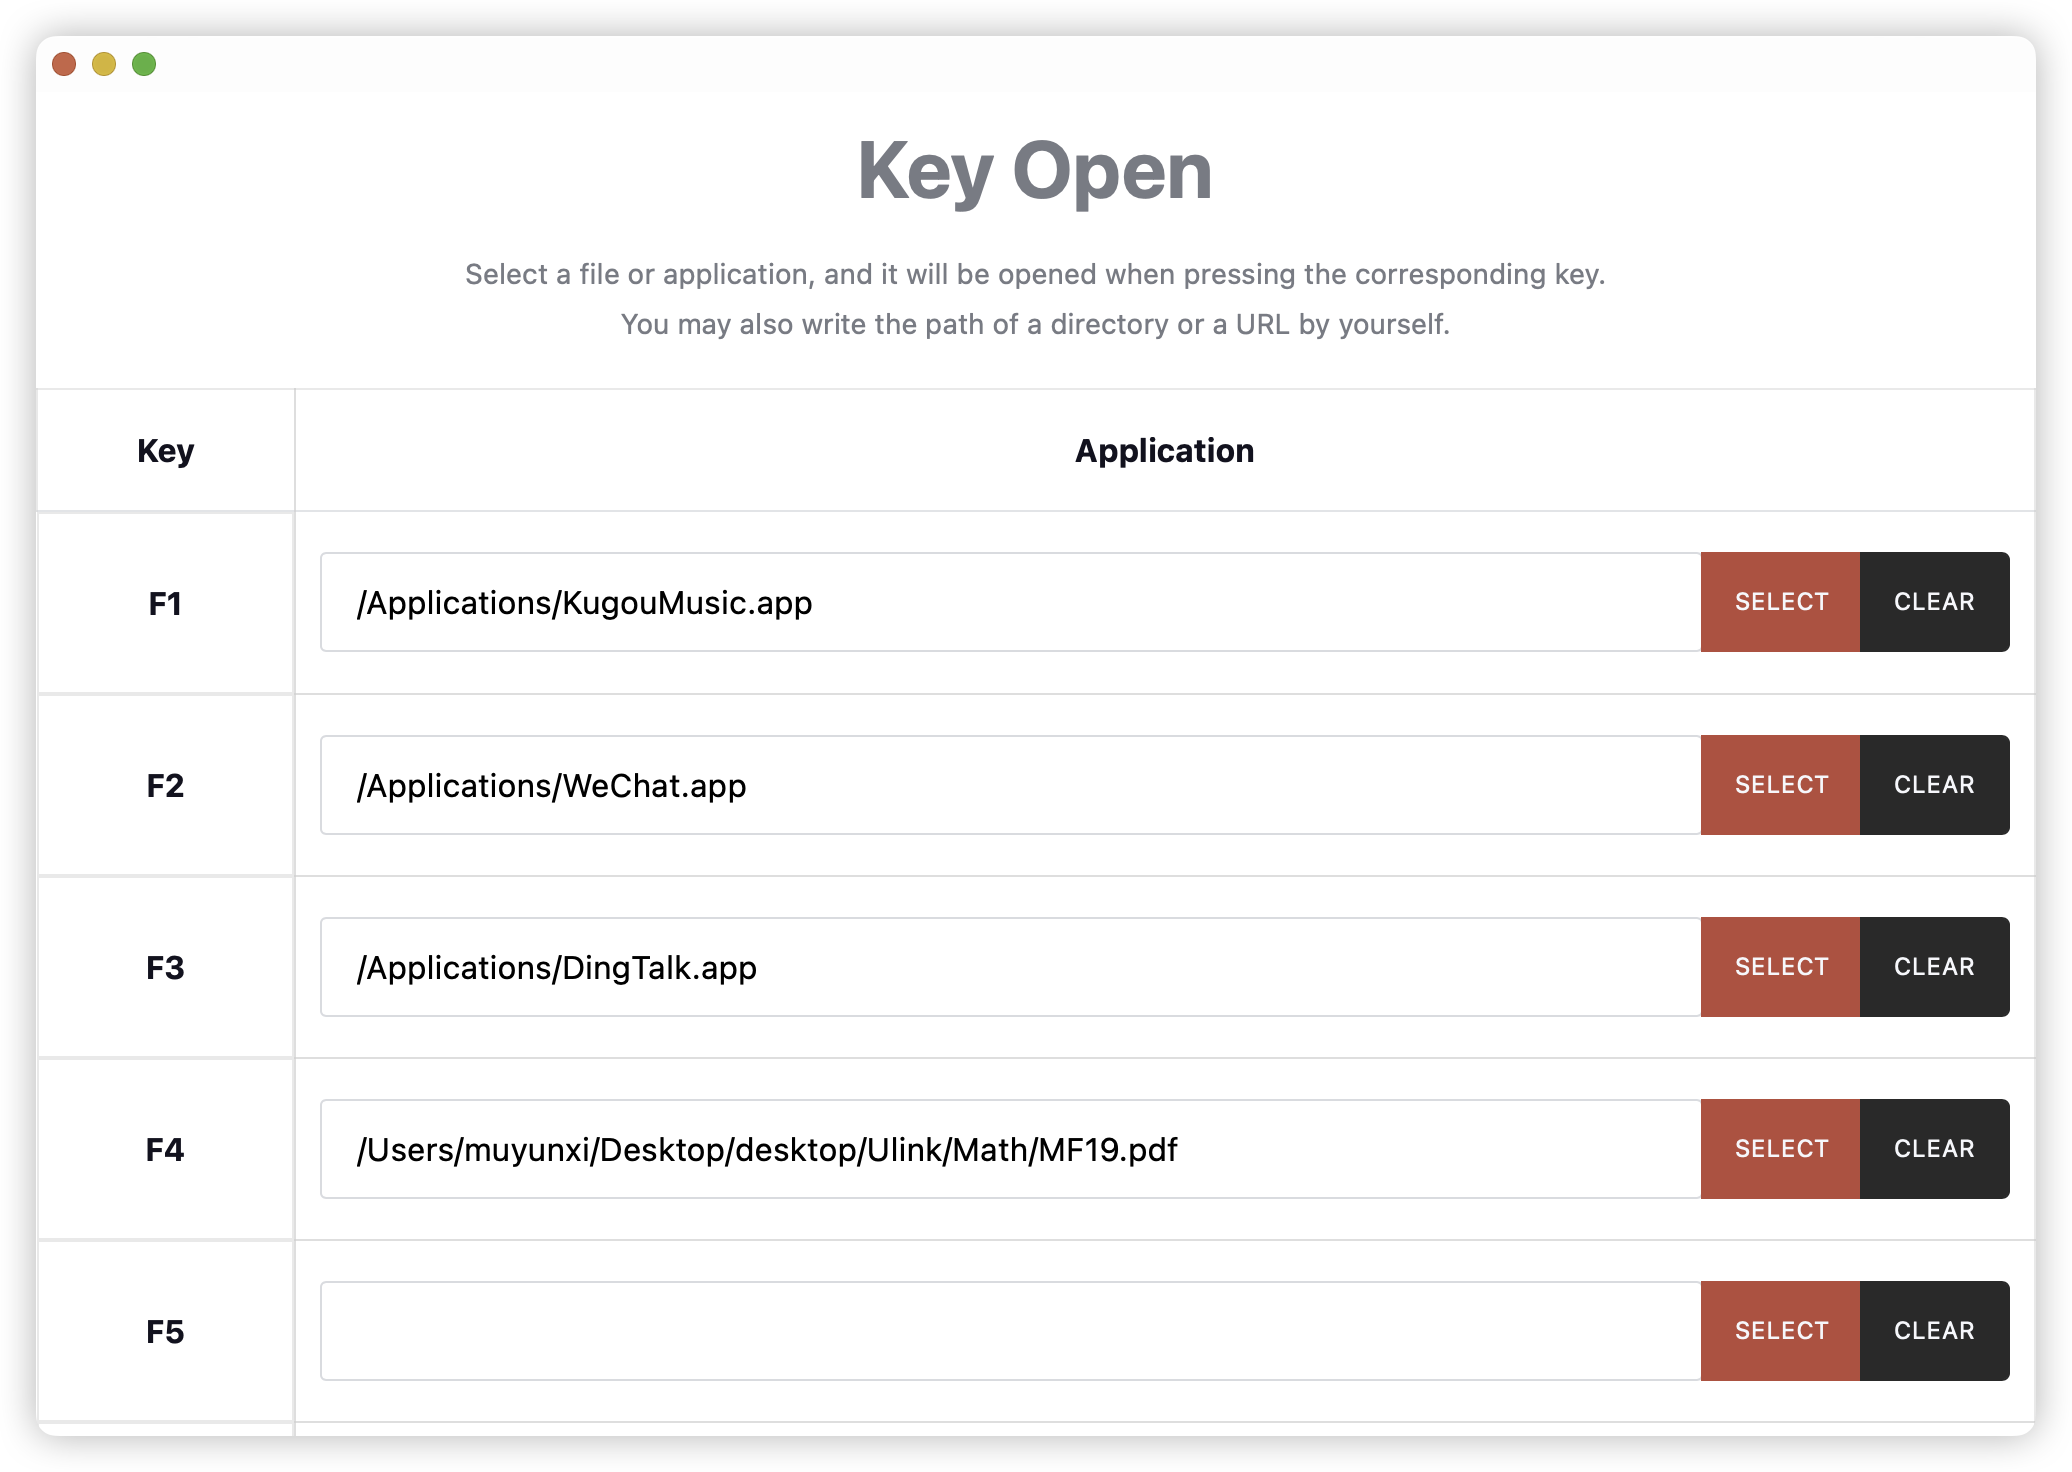 Key Open
Select a file or application, and it will be opened when pressing the corresponding key.
You may also write the path of a directory or a URL by yourself.
Key Application
F1 /Applications/KugouMusic.app SELECT CLEAR
F2 /Applications/WeChat.app SELECT CLEAR
F3 /Applications/DingTalk.app SELECT CLEAR
F4 /Users/muyunxi/Desktop/desktop/Ulink/Math/MF19.pdf SELECT CLEAR
F5 SELECT CLEAR